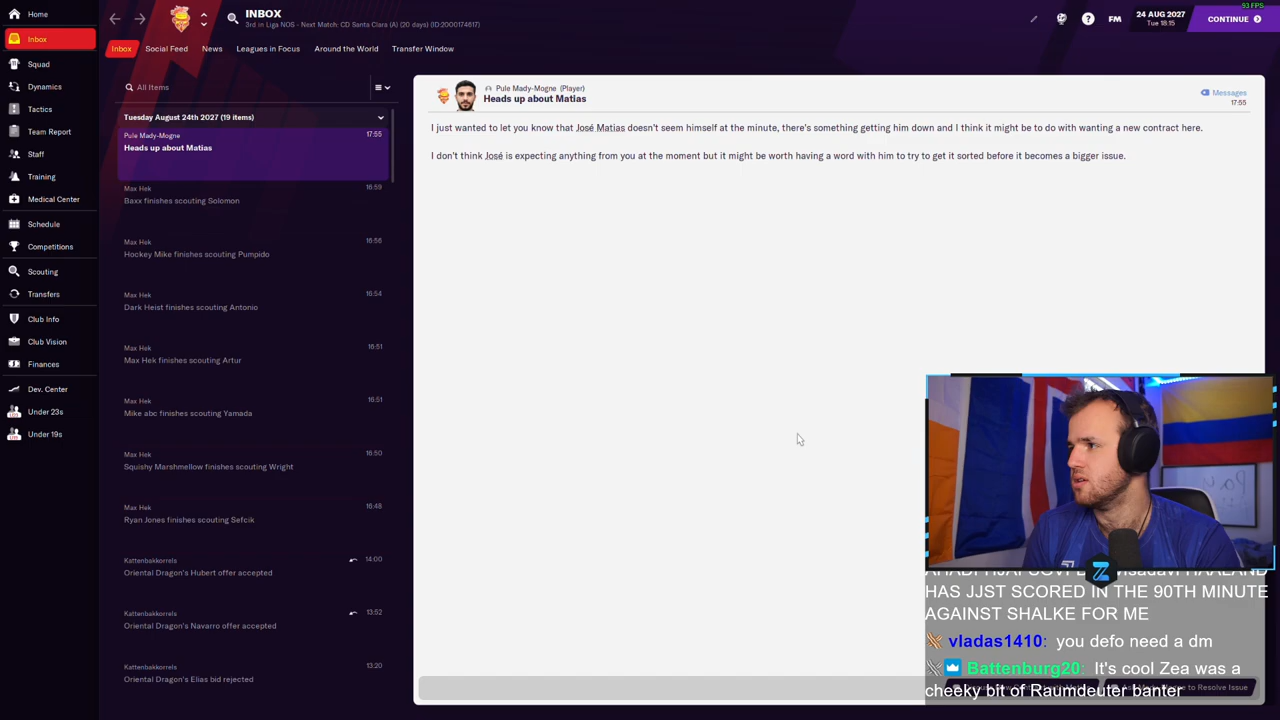 Home
Inbox
Squad
Dynamics
Tactics
Team Report
Staff
Training
Medical Center
Schedule
Competitions
Scouting
Transfers
Club Info
Club Vision
Finances
Dev. Center
Under 23s
Under 19s
INBOX
3rd in Liga NOS - Next Match: CD Santa Clara (A) (20 days) (ID:2000174617)
FM
24 AUG 2027
Tue 18:15
93 FPS
CONTINUE
Inbox
Social Feed
News
Leagues in Focus
Around the World
Transfer Window
All Items
Tuesday August 24th 2027 (19 items)
Pule Mady-Mogne 17:55
Heads up about Matias
Max Hek 16:59
Baxx finishes scouting Solomon
Max Hek 16:56
Hockey Mike finishes scouting Pumpido
Max Hek 16:54
Dark Heist finishes scouting Antonio
Max Hek 16:51
Max Hek finishes scouting Artur
Max Hek 16:51
Mike abc finishes scouting Yamada
Max Hek 16:50
Squishy Marshmellow finishes scouting Wright
Max Hek 16:48
Ryan Jones finishes scouting Sefcik
Kattenbakkorrels 14:00
Oriental Dragon's Hubert offer accepted
Kattenbakkorrels 13:52
Oriental Dragon's Navarro offer accepted
Kattenbakkorrels 13:20
Oriental Dragon's Elias bid rejected
Pule Mady-Mogne (Player)
Heads up about Matias
Messages
17:55
I just wanted to let you know that José Matias doesn't seem himself at the minute, there's something getting him down and I think it might be to do with wanting a new contract here.
I don't think José is expecting anything from you at the moment but it might be worth having a word with him to try to get it sorted before it becomes a bigger issue.
HAS JJST SCORED IN THE 90TH MINUTE
AGAINST SHALKE FOR ME
vladas1410: you defo need a dm
Battenburg20: It's cool Zea was a
cheeky bit of Raumdeuter banter
to Resolve Issue